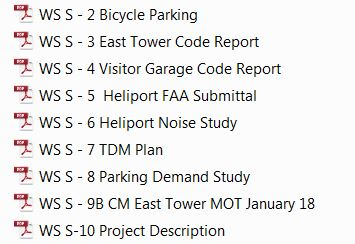 WS S - 2 Bicycle Parking
WS S - 3 East Tower Code Report
WS S - 4 Visitor Garage Code Report
WS S - 5  Heliport FAA Submittal
WS S - 6 Heliport Noise Study
WS S - 7 TDM Plan
WS S - 8 Parking Demand Study
WS S - 9B CM East Tower MOT January 18
WS S-10 Project Description